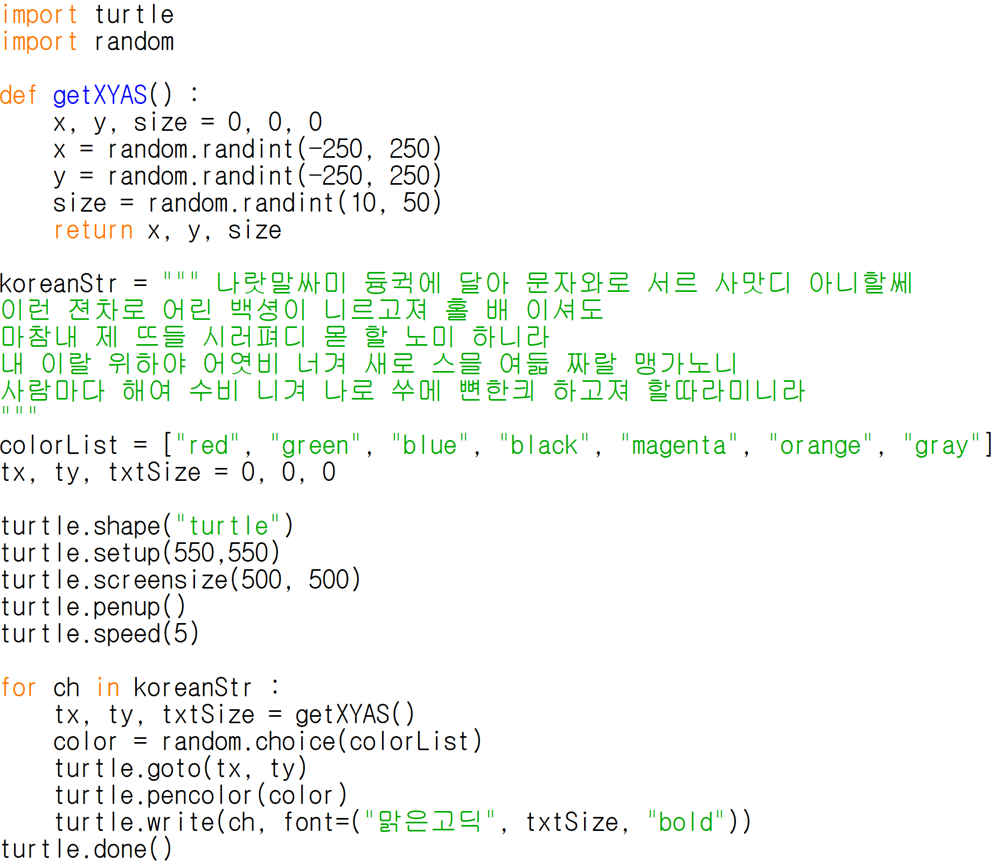 import turtle
import random
def getXYAS() :
    x, y, size = 0, 0, 0
    x = random.randint(-250, 250)
    y = random.randint(-250, 250)
    size = random.randint(10, 50)
    return x, y, size
koreanStr = """ 나랏말싸미 듕귁에 달아 문자와로 서르 사맛디 아니할쎄
이런 젼차로 어린 백셩이 니르고져 홀 배 이셔도
마참내 제 뜨들 시러펴디 몯 할 노미 하니라
내 이랄 위하야 어엿비 너겨 새로 스믈 여듧 짜랄 맹가노니
사람마다 해여 수비 니겨 나로 쑤메 뼌한킈 하고져 할따라미니라
"""
colorList = ["red", "green", "blue", "black", "magenta", "orange", "gray"]
tx, ty, txtSize = 0, 0, 0
turtle.shape("turtle")
turtle.setup(550,550)
turtle.screensize(500, 500)
turtle.penup()
turtle.speed(5)
for ch in koreanStr :
    tx, ty, txtSize = getXYAS()
    color = random.choice(colorList)
    turtle.goto(tx, ty)
    turtle.pencolor(color)
    turtle.write(ch, font=("맑은고딕", txtSize, "bold"))
turtle.done()